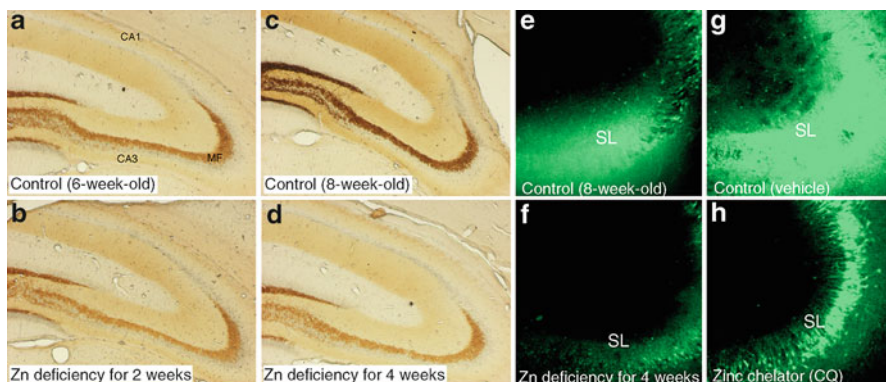 a
CA1
CA3
MF
Control (6-week-old)
b
Zn deficiency for 2 weeks
c
Control (8-week-old)
d
Zn deficiency for 4 weeks
e
SL
Control (8-week-old)
f
SL
Zn deficiency for 4 weeks
g
SL
Control (vehicle)
h
SL
Zinc chelator (CQ)